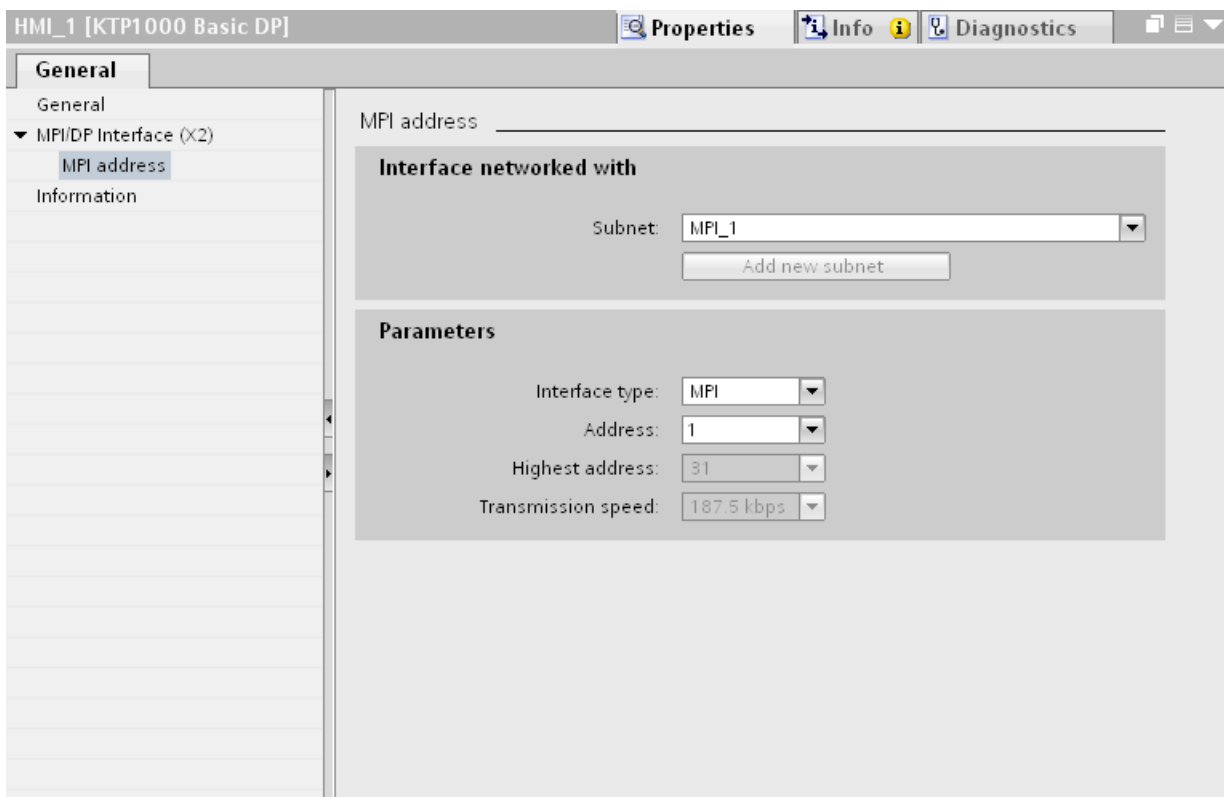 HMI_1 [KTP1000 Basic DP]
Properties
Info
Diagnostics
General
General
MPI/DP Interface (X2)
MPI address
Information
MPI address
Interface networked with
Subnet: MPI_1
Add new subnet
Parameters
Interface type: MPI
Address: 1
Highest address: 31
Transmission speed: 187.5 kbps